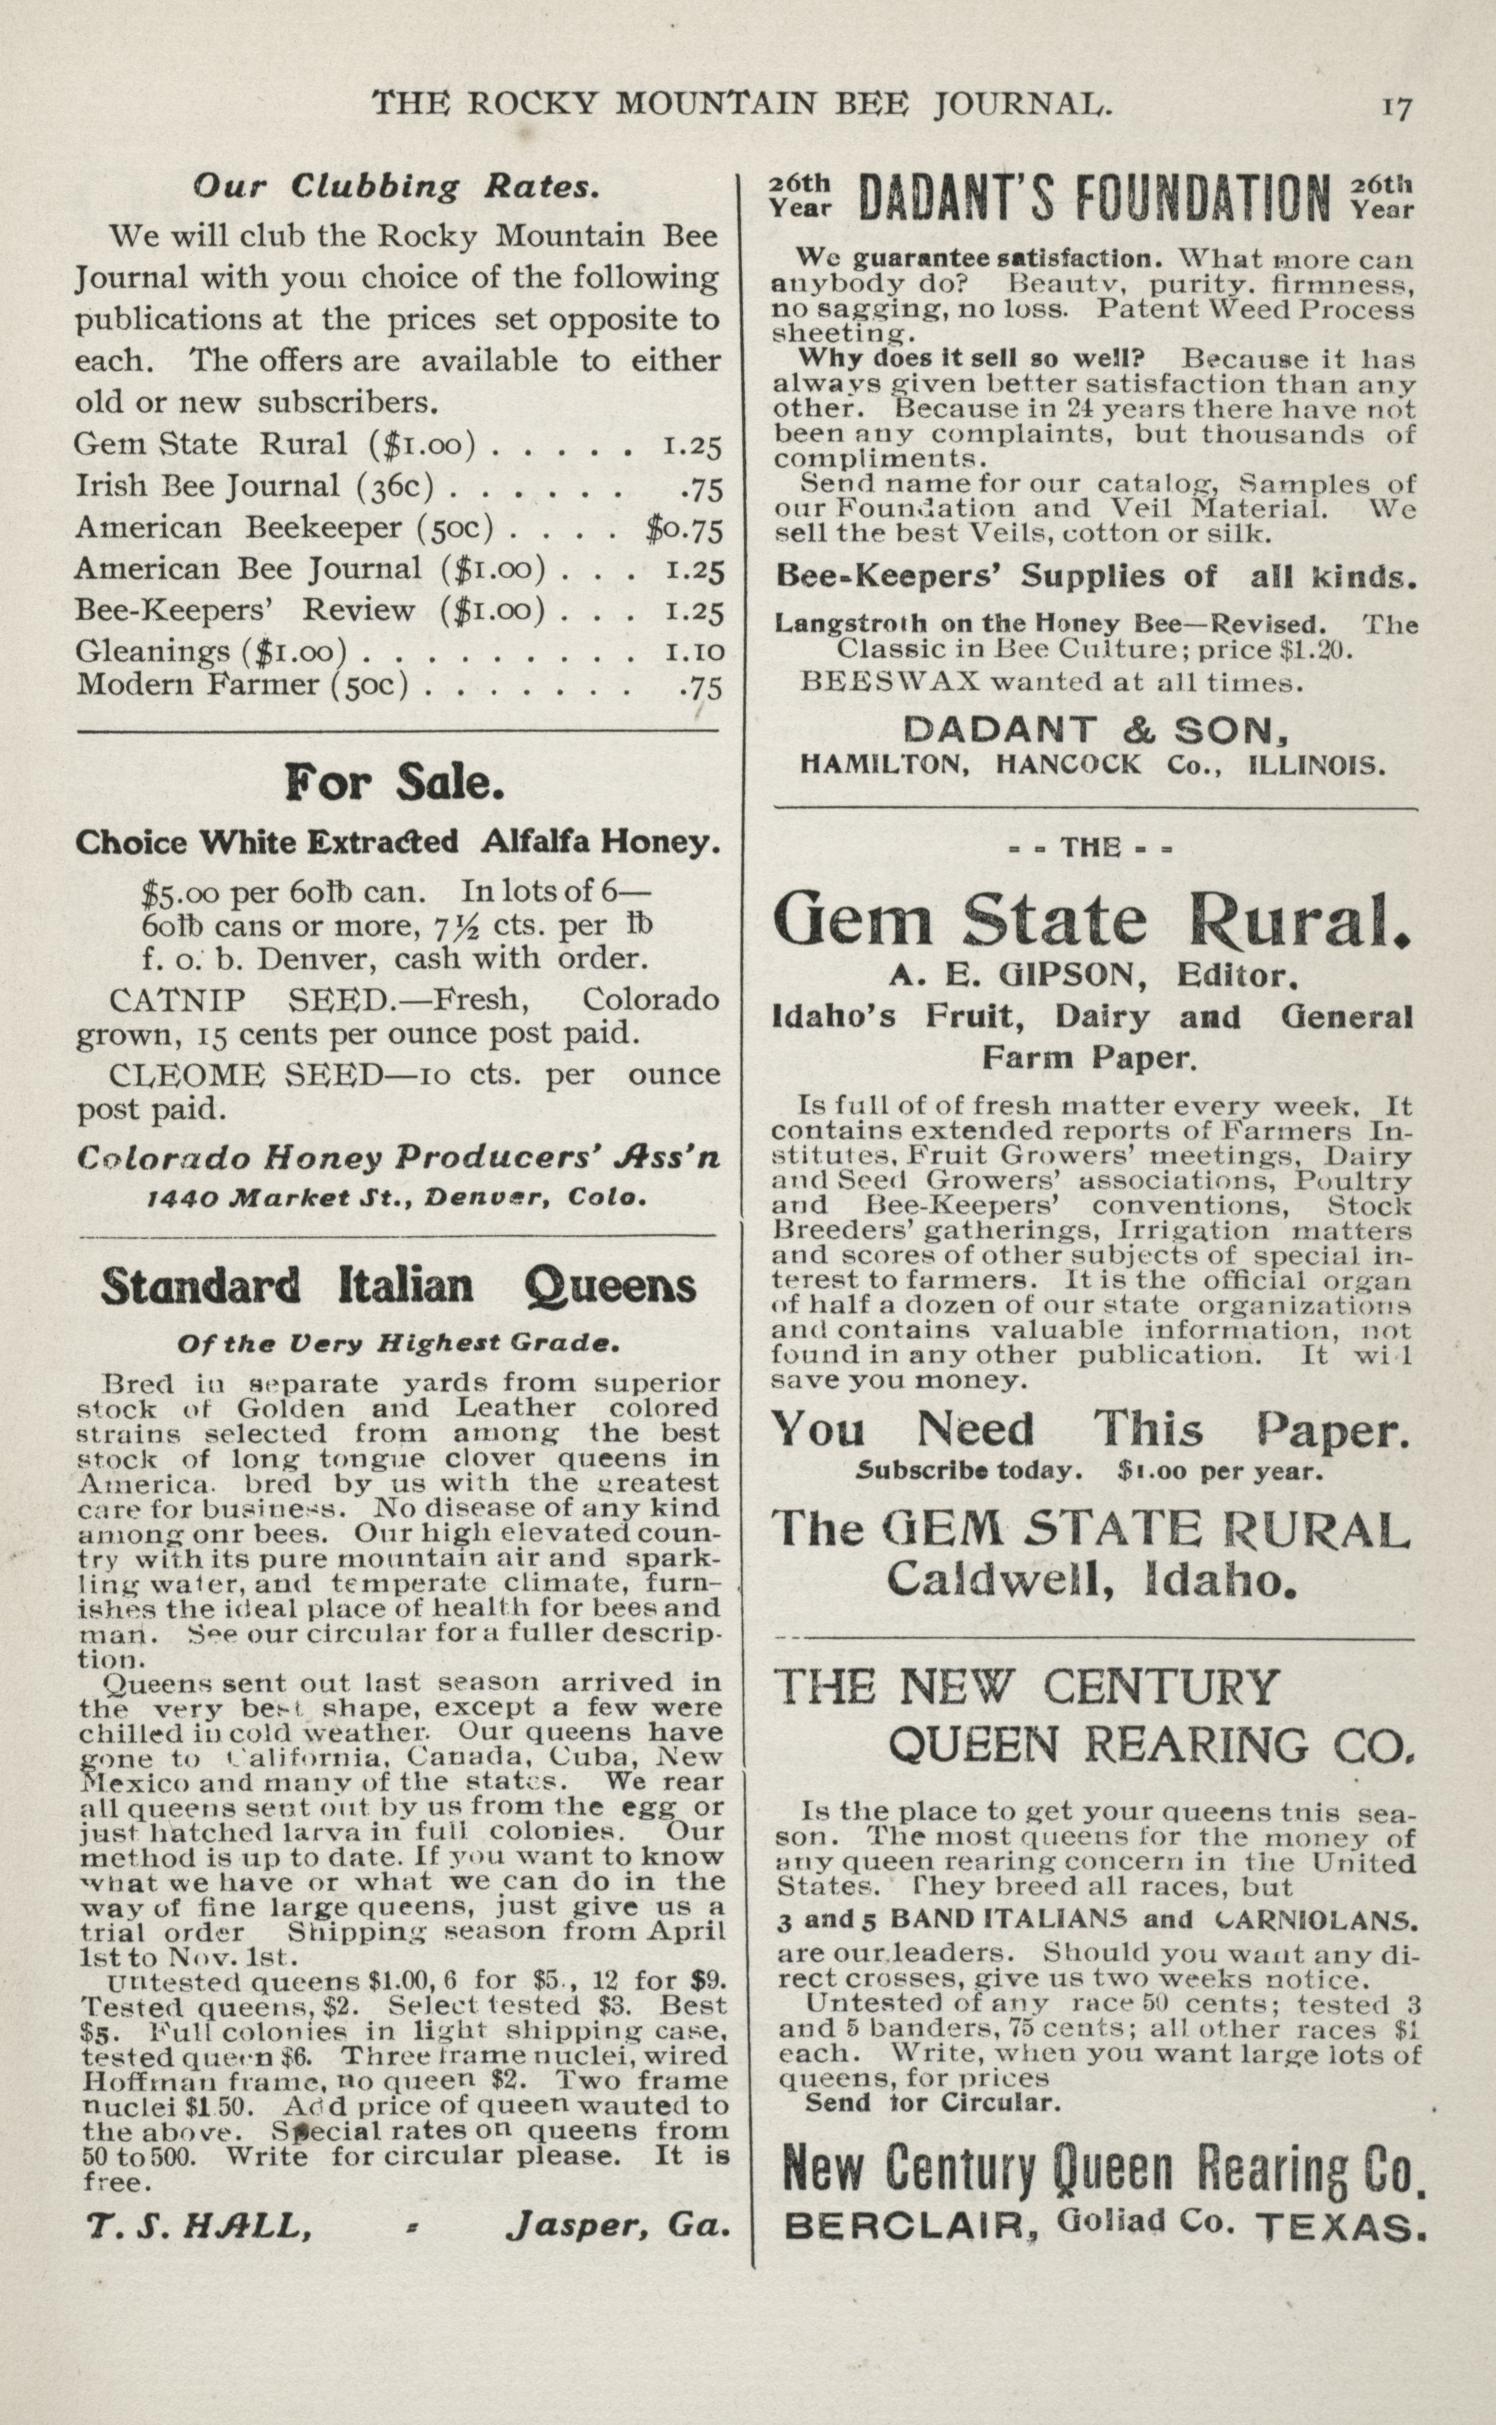 THE ROCKY MOUNTAIN BEE JOURNAL. 17
Our Clubbing Rates.
We will club the Rocky Mountain Bee
Journal with your choice of the following
publications at the prices set opposite to
each. The offers are available to either
old or new subscribers.
Gem State Rural ($1.00) . . . . . 1.25
Irish Bee Journal (36c) . . . . . . .75
American Beekeeper (50c) . . . . $0.75
American Bee Journal ($1.00) . . . 1.25
Bee-Keepers' Review ($1.00) . . . 1.25
Gleanings ($1.00) . . . . . . . . . . 1.10
Modern Farmer (50c) . . . . . . . .75
For Sale.
Choice White Extracted Alfalfa Honey.
$5.00 per 60lb can. In lots of 6—
60lb cans or more, 7½ cts. per lb
f. o. b. Denver, cash with order.
CATNIP SEED.—Fresh, Colorado
grown, 15 cents per ounce post paid.
CLEOME SEED—10 cts. per ounce
post paid.
Colorado Honey Producers' Ass'n
1440 Market St., Denver, Colo.
Standard Italian Queens
Of the Very Highest Grade.
Bred in separate yards from superior
stock of Golden and Leather colored
strains selected from among the best
stock of long tongue clover queens in
America. bred by us with the greatest
care for business. No disease of any kind
among onr bees. Our high elevated coun-
try with its pure mountain air and spark-
ling water, and temperate climate, furn-
ishes the ideal place of health for bees and
man. See our circular for a fuller descrip-
tion.
Queens sent out last season arrived in
the very best shape, except a few were
chilled in cold weather. Our queens have
gone to California, Canada, Cuba, New
Mexico and many of the states. We rear
all queens sent out by us from the egg or
just hatched larva in full colonies. Our
method is up to date. If you want to know
what we have or what we can do in the
way of fine large queens, just give us a
trial order Shipping season from April
1st to Nov. 1st.
Untested queens $1.00, 6 for $5., 12 for $9.
Tested queens, $2. Select tested $3. Best
$5. Full colonies in light shipping case,
tested queen $6. Three frame nuclei, wired
Hoffman frame, no queen $2. Two frame
nuclei $1.50. Add price of queen wauted to
the above. Special rates on queens from
50 to 500. Write for circular please. It is
free.
T. S. HALL, - Jasper, Ga.
26th Year DADANT'S FOUNDATION 26th Year
We guarantee satisfaction. What more can
anybody do? Beauty, purity. firmness,
no sagging, no loss. Patent Weed Process
sheeting.
Why does it sell so well? Because it has
always given better satisfaction than any
other. Because in 24 years there have not
been any complaints, but thousands of
compliments.
Send name for our catalog, Samples of
our Foundation and Veil Material. We
sell the best Veils, cotton or silk.
Bee-Keepers' Supplies of all kinds.
Langstroth on the Honey Bee—Revised. The
Classic in Bee Culture; price $1.20.
BEESWAX wanted at all times.
DADANT & SON,
HAMILTON, HANCOCK Co., ILLINOIS.
- - THE - -
Gem State Rural.
A. E. GIPSON, Editor.
Idaho's Fruit, Dairy and General
Farm Paper.
Is full of of fresh matter every week. It
contains extended reports of Farmers In-
stitutes, Fruit Growers' meetings, Dairy
and Seed Growers' associations, Poultry
and Bee-Keepers' conventions, Stock
Breeders' gatherings, Irrigation matters
and scores of other subjects of special in-
terest to farmers. It is the official organ
of half a dozen of our state organizations
and contains valuable information, not
found in any other publication. It will
save you money.
You Need This Paper.
Subscribe today. $1.00 per year.
The GEM STATE RURAL
Caldwell, Idaho.
THE NEW CENTURY
QUEEN REARING CO.
Is the place to get your queens tnis sea-
son. The most queens for the money of
any queen rearing concern in the United
States. They breed all races, but
3 and 5 BAND ITALIANS and CARNIOLANS.
are our leaders. Should you want any di-
rect crosses, give us two weeks notice.
Untested of any race 50 cents; tested 3
and 5 banders, 75 cents; all other races $1
each. Write, when you want large lots of
queens, for prices
Send for Circular.
New Century Queen Rearing Co.
BERCLAIR, Goliad Co. TEXAS.